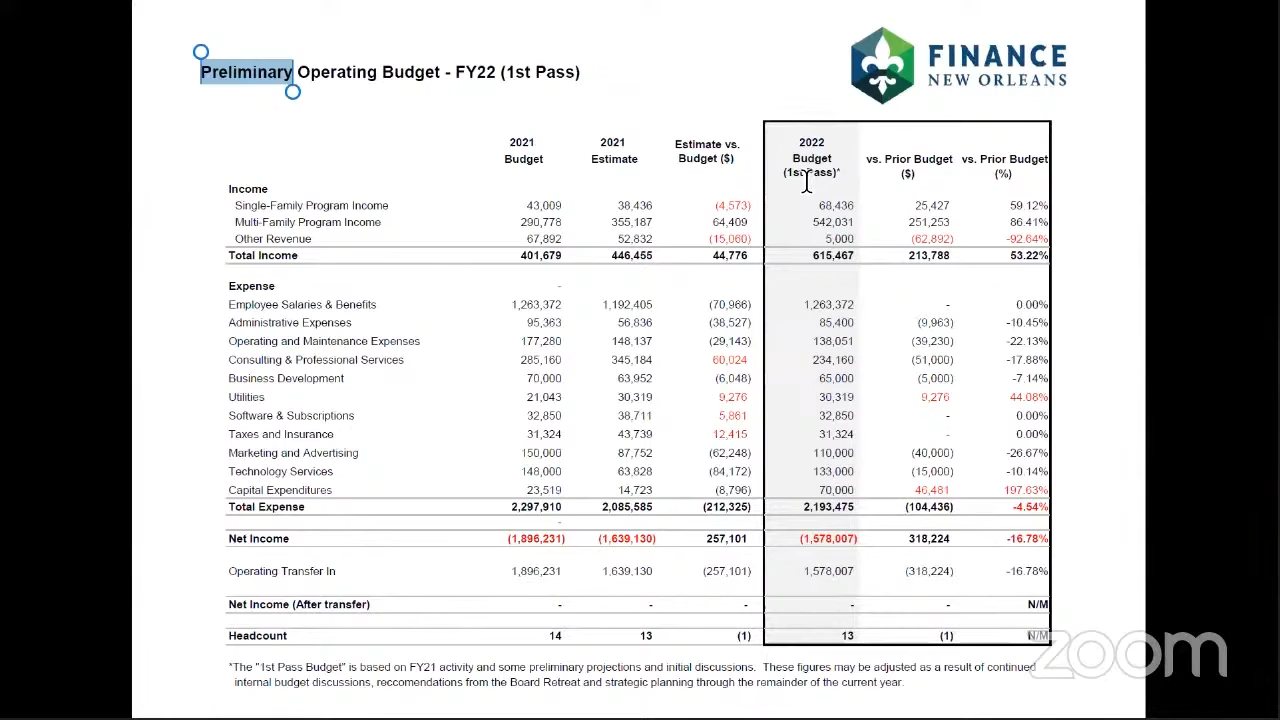 FINANCE
NEW ORLEANS
Preliminary Operating Budget - FY22 (1st Pass)
2021 Budget 2021 Estimate Estimate vs. Budget ($) 2022 Budget (1st Pass)* vs. Prior Budget ($) vs. Prior Budget (%)
Income
Single-Family Program Income 43,009 38,436 (4,573) 68,436 25,427 59.12%
Multi-Family Program Income 290,778 355,187 64,409 542,031 251,253 86.41%
Other Revenue 67,892 52,832 (15,060) 5,000 (62,892) -92.64%
Total Income 401,679 446,455 44,776 615,467 213,788 53.22%
Expense -
Employee Salaries & Benefits 1,263,372 1,192,405 (70,966) 1,263,372 - 0.00%
Administrative Expenses 95,363 56,836 (38,527) 85,400 (9,963) -10.45%
Operating and Maintenance Expenses 177,280 148,137 (29,143) 138,051 (39,230) -22.13%
Consulting & Professional Services 285,160 345,184 60,024 234,160 (51,000) -17.88%
Business Development 70,000 63,952 (6,048) 65,000 (5,000) -7.14%
Utilities 21,043 30,319 9,276 30,319 9,276 44.08%
Software & Subscriptions 32,850 38,711 5,861 32,850 - 0.00%
Taxes and Insurance 31,324 43,739 12,415 31,324 - 0.00%
Marketing and Advertising 150,000 87,752 (62,248) 110,000 (40,000) -26.67%
Technology Services 148,000 63,828 (84,172) 133,000 (15,000) -10.14%
Capital Expenditures 23,519 14,723 (8,796) 70,000 46,481 197.63%
Total Expense 2,297,910 2,085,585 (212,325) 2,193,475 (104,436) -4.54%
-
Net Income (1,896,231) (1,639,130) 257,101 (1,578,007) 318,224 -16.78%
Operating Transfer In 1,896,231 1,639,130 (257,101) 1,578,007 (318,224) -16.78%
Net Income (After transfer) - - - - - N/M
Headcount 14 13 (1) 13 (1) N/M
*The "1st Pass Budget" is based on FY21 activity and some preliminary projections and initial discussions. These figures may be adjusted as a result of continued
internal budget discussions, reccomendations from the Board Retreat and strategic planning through the remainder of the current year.
zoom